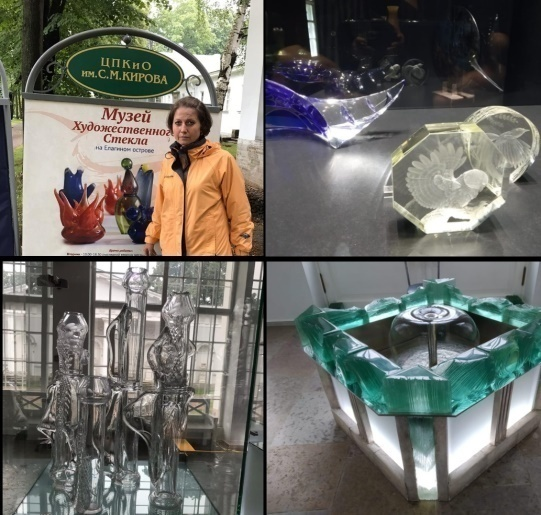 ЦПКиО
им.С.М.КИРОВА
Музей
Художественного
Стекла
на Елагином острове